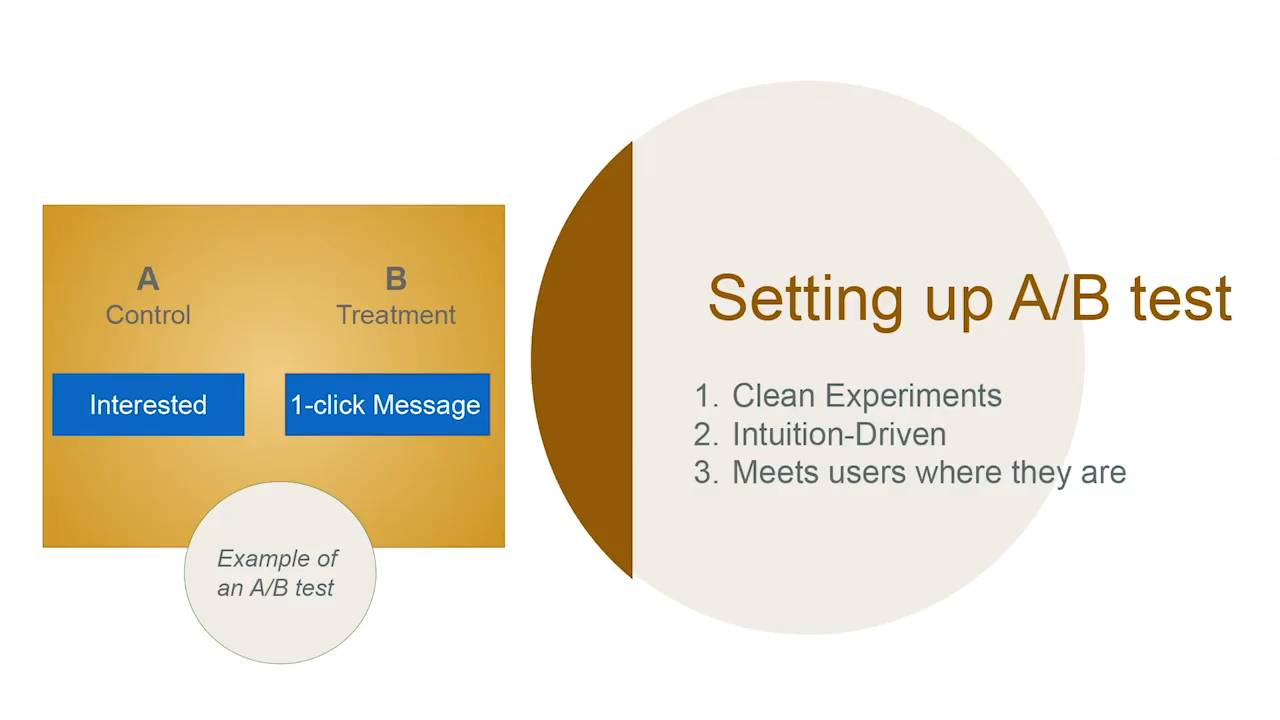 A
Control
B
Treatment
Interested
1-click Message
Example of
an A/B test
Setting up A/B test
1. Clean Experiments
2. Intuition-Driven
3. Meets users where they are